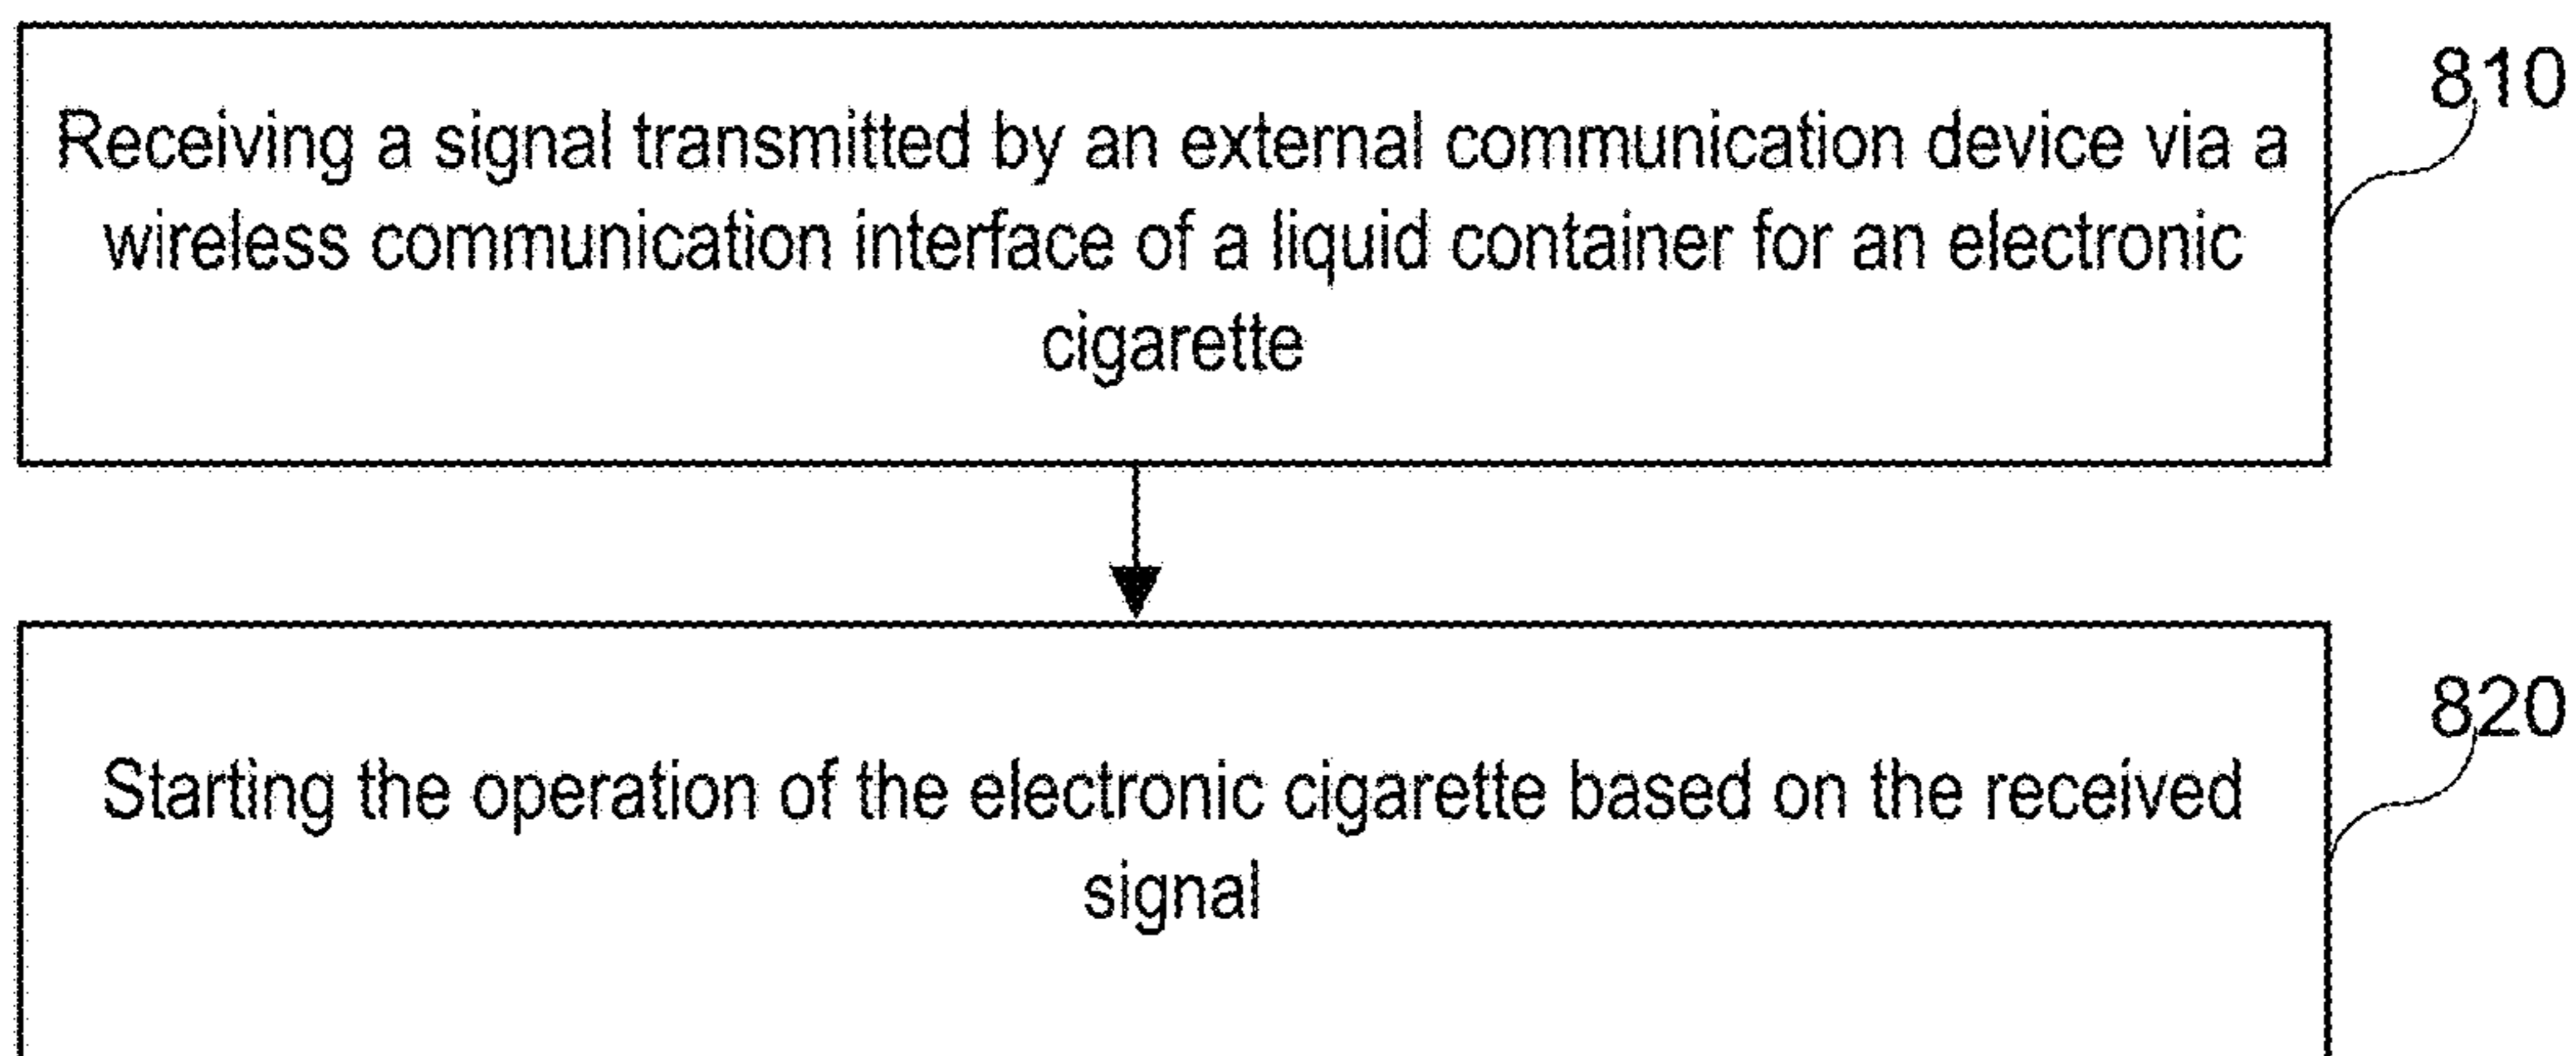 810
Receiving a signal transmitted by an external communication device via a
wireless communication interface of a liquid container for an electronic
cigarette
820
Starting the operation of the electronic cigarette based on the received
signal